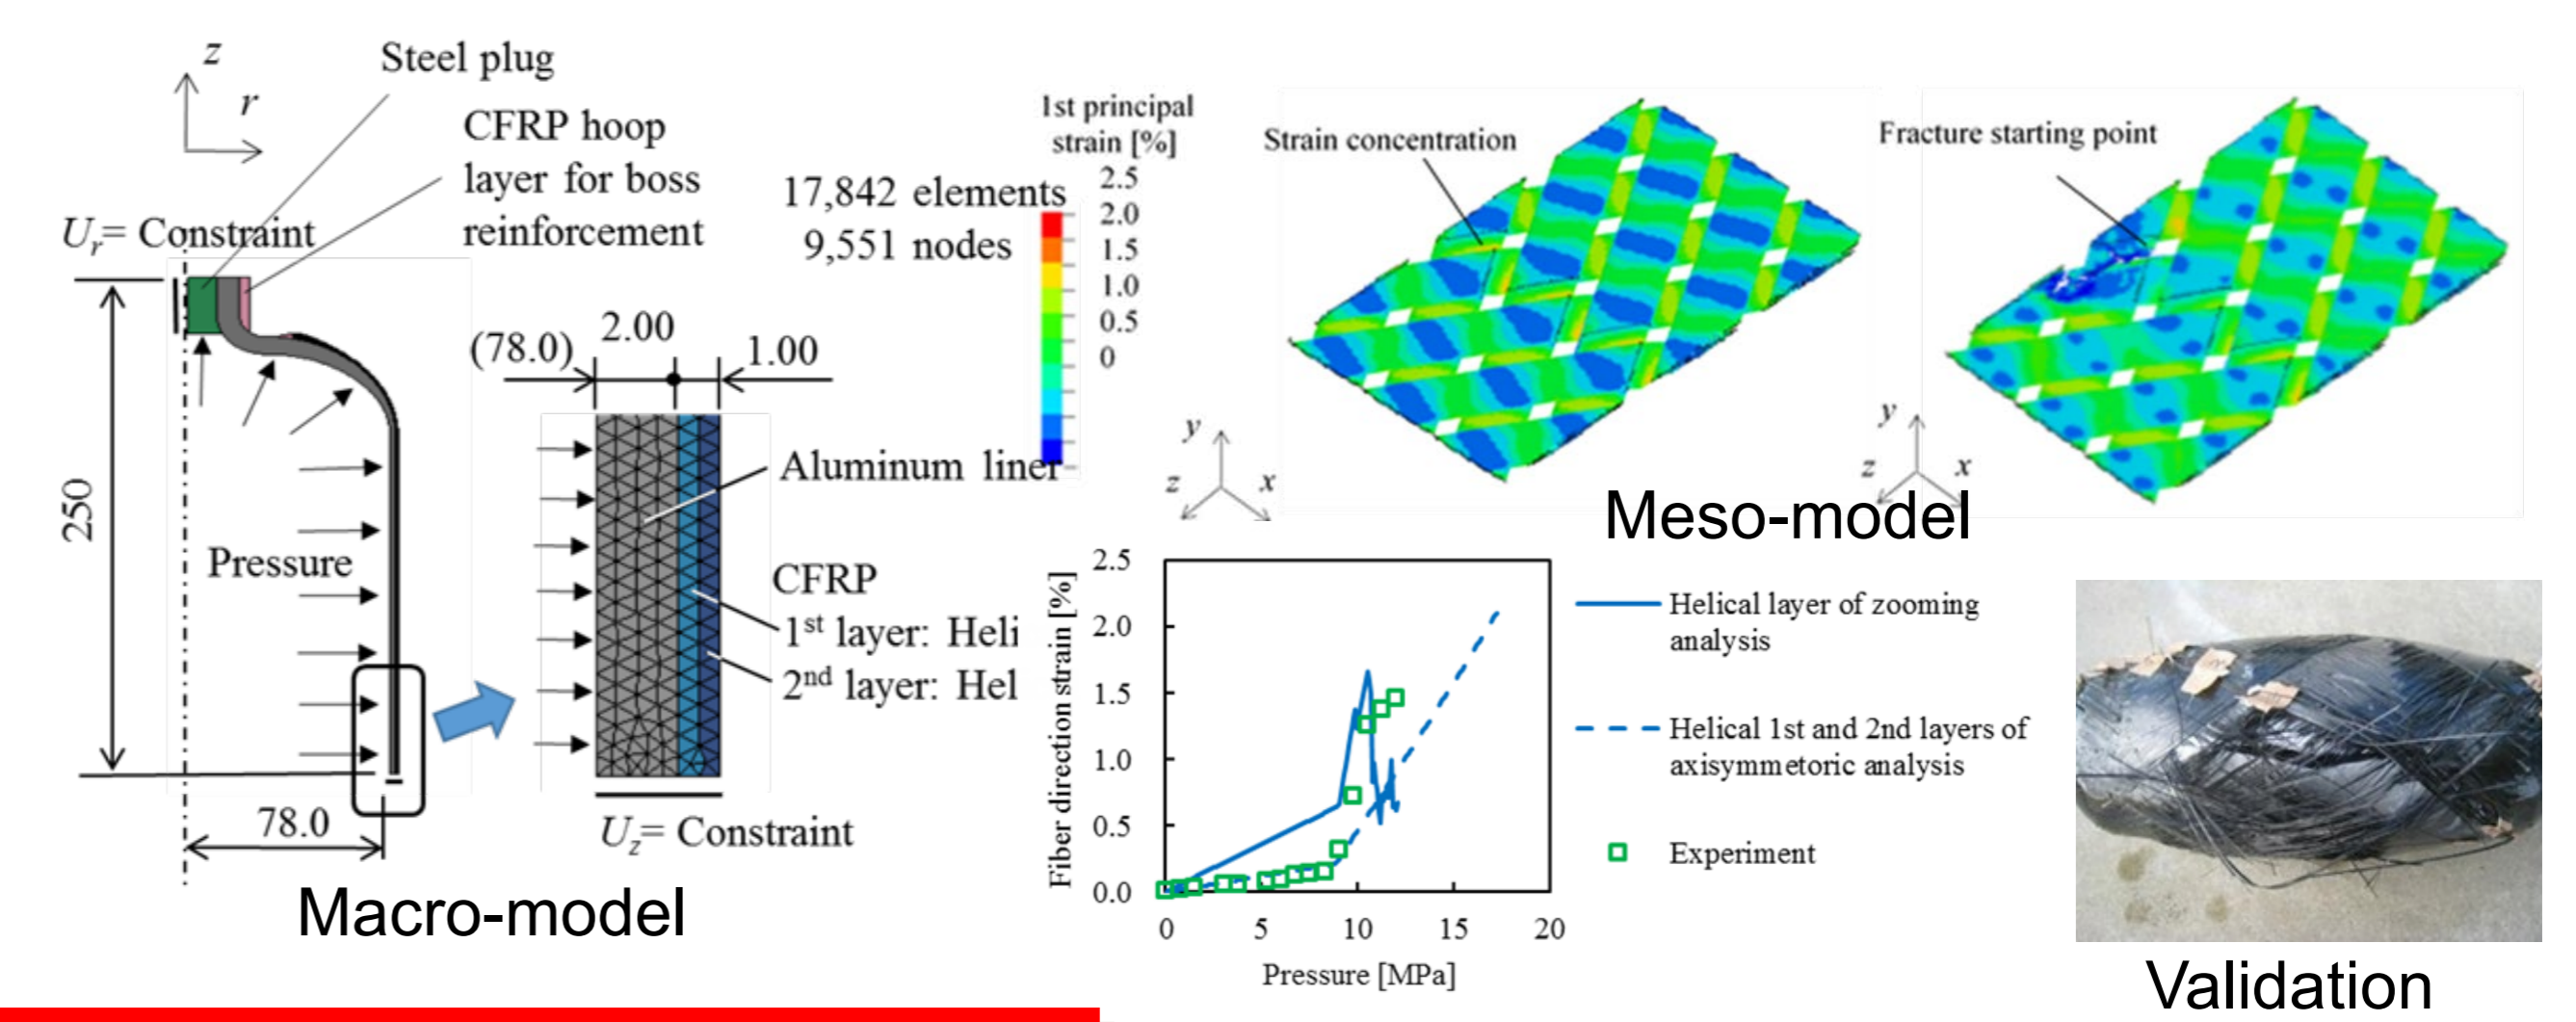 z
r
Steel plug
CFRP hoop
layer for boss
reinforcement
U_r= Constraint
17,842 elements
9,551 nodes
250
Pressure
78.0
(78.0)
2.00
1.00
Aluminum liner
CFRP
1st layer: Heli
2nd layer: Hel
U_z= Constraint
Macro-model
1st principal
strain [%]
2.5
2.0
1.5
1.0
0.5
0
Strain concentration
y
z
x
Fracture starting point
y
z
x
Meso-model
Fiber direction strain [%]
2.5
2.0
1.5
1.0
0.5
0.0
0 5 10 15 20
Pressure [MPa]
Helical layer of zooming
analysis
Helical 1st and 2nd layers of
axisymmetoric analysis
Experiment
Validation